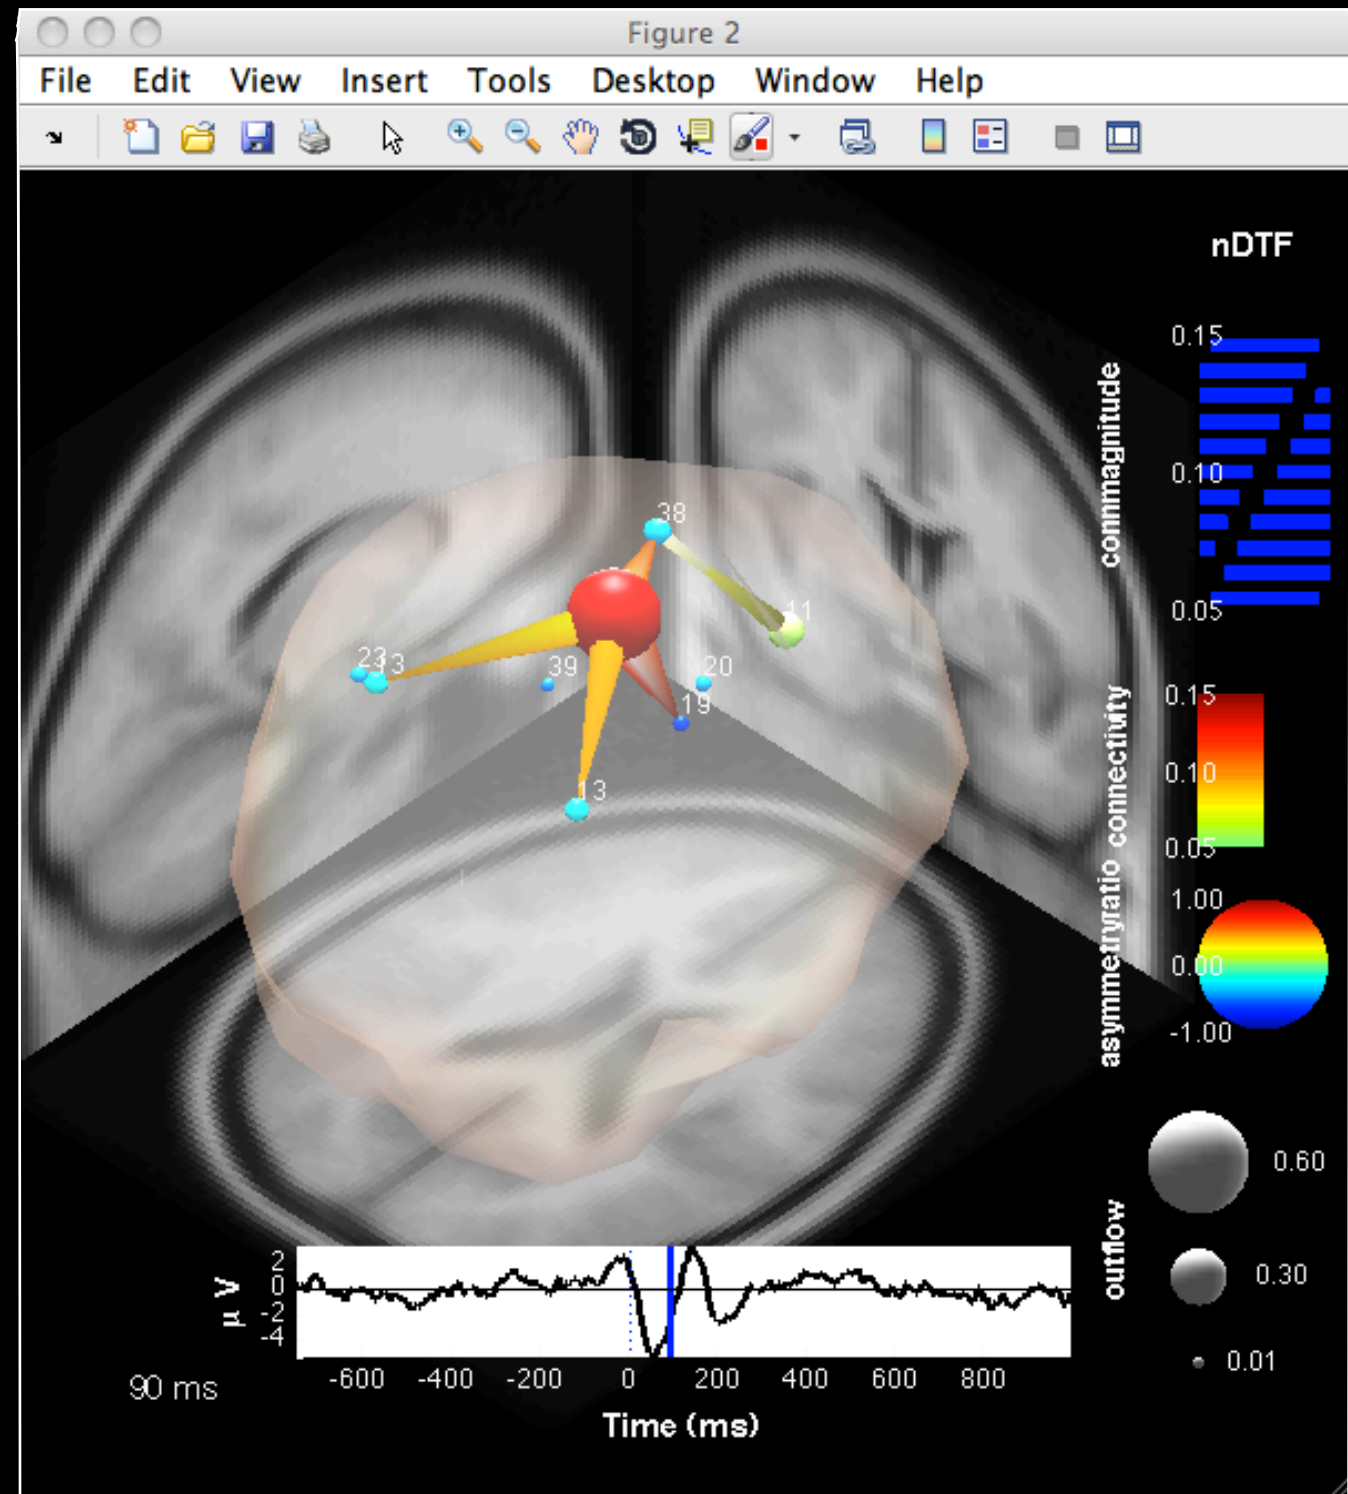 Figure 2
File Edit View Insert Tools Desktop Window Help
nDTF
0.15
0.10
0.05
connmagnitude
0.15
0.10
0.05
connectivity
1.00
0.00
-1.00
asymmetryratio
0.60
0.30
0.01
outflow
38
11
23
13
39
20
19
13
2
0
-2
-4
μ V
90 ms
-600 -400 -200 0 200 400 600 800
Time (ms)